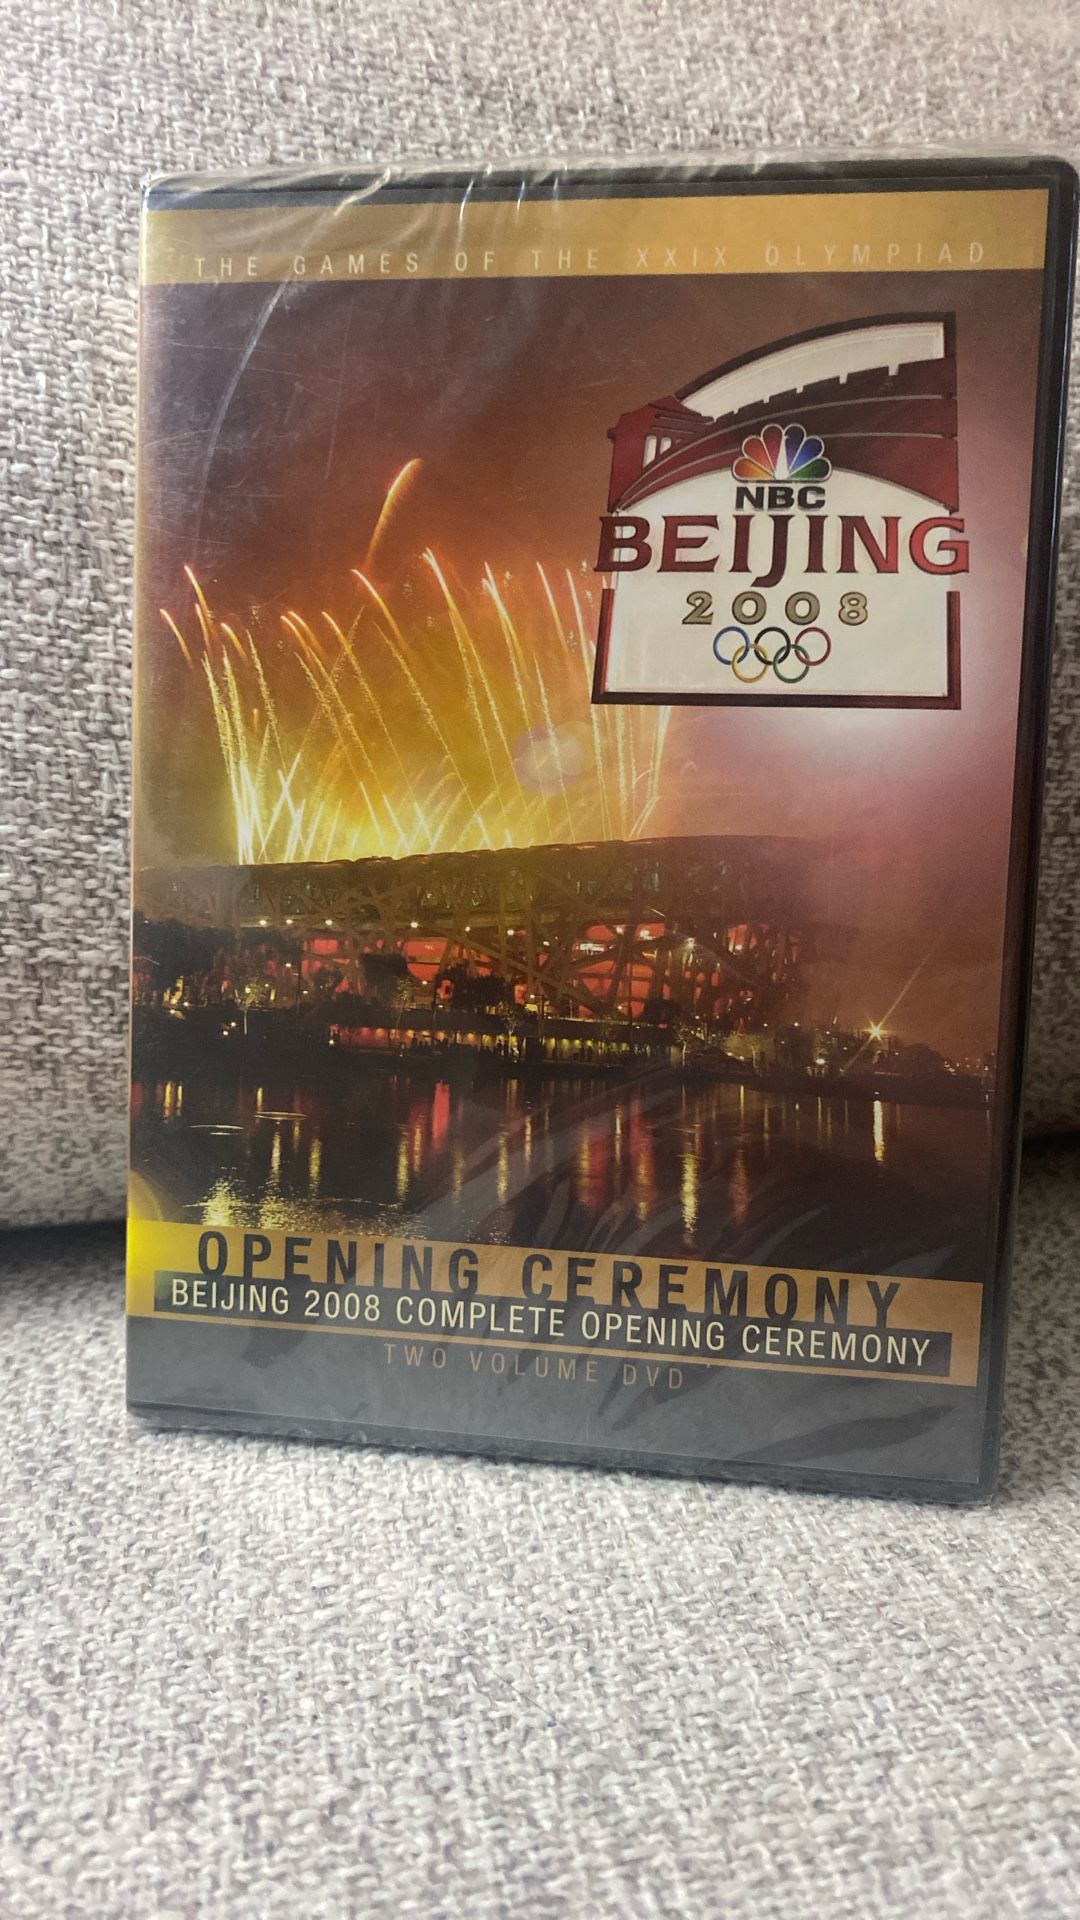 THE GAMES OF THE XXIX OLYMPIAD
NBC
BEIJING
2008
OPENING CEREMONY
BEIJING 2008 COMPLETE OPENING CEREMONY
TWO VOLUME DVD